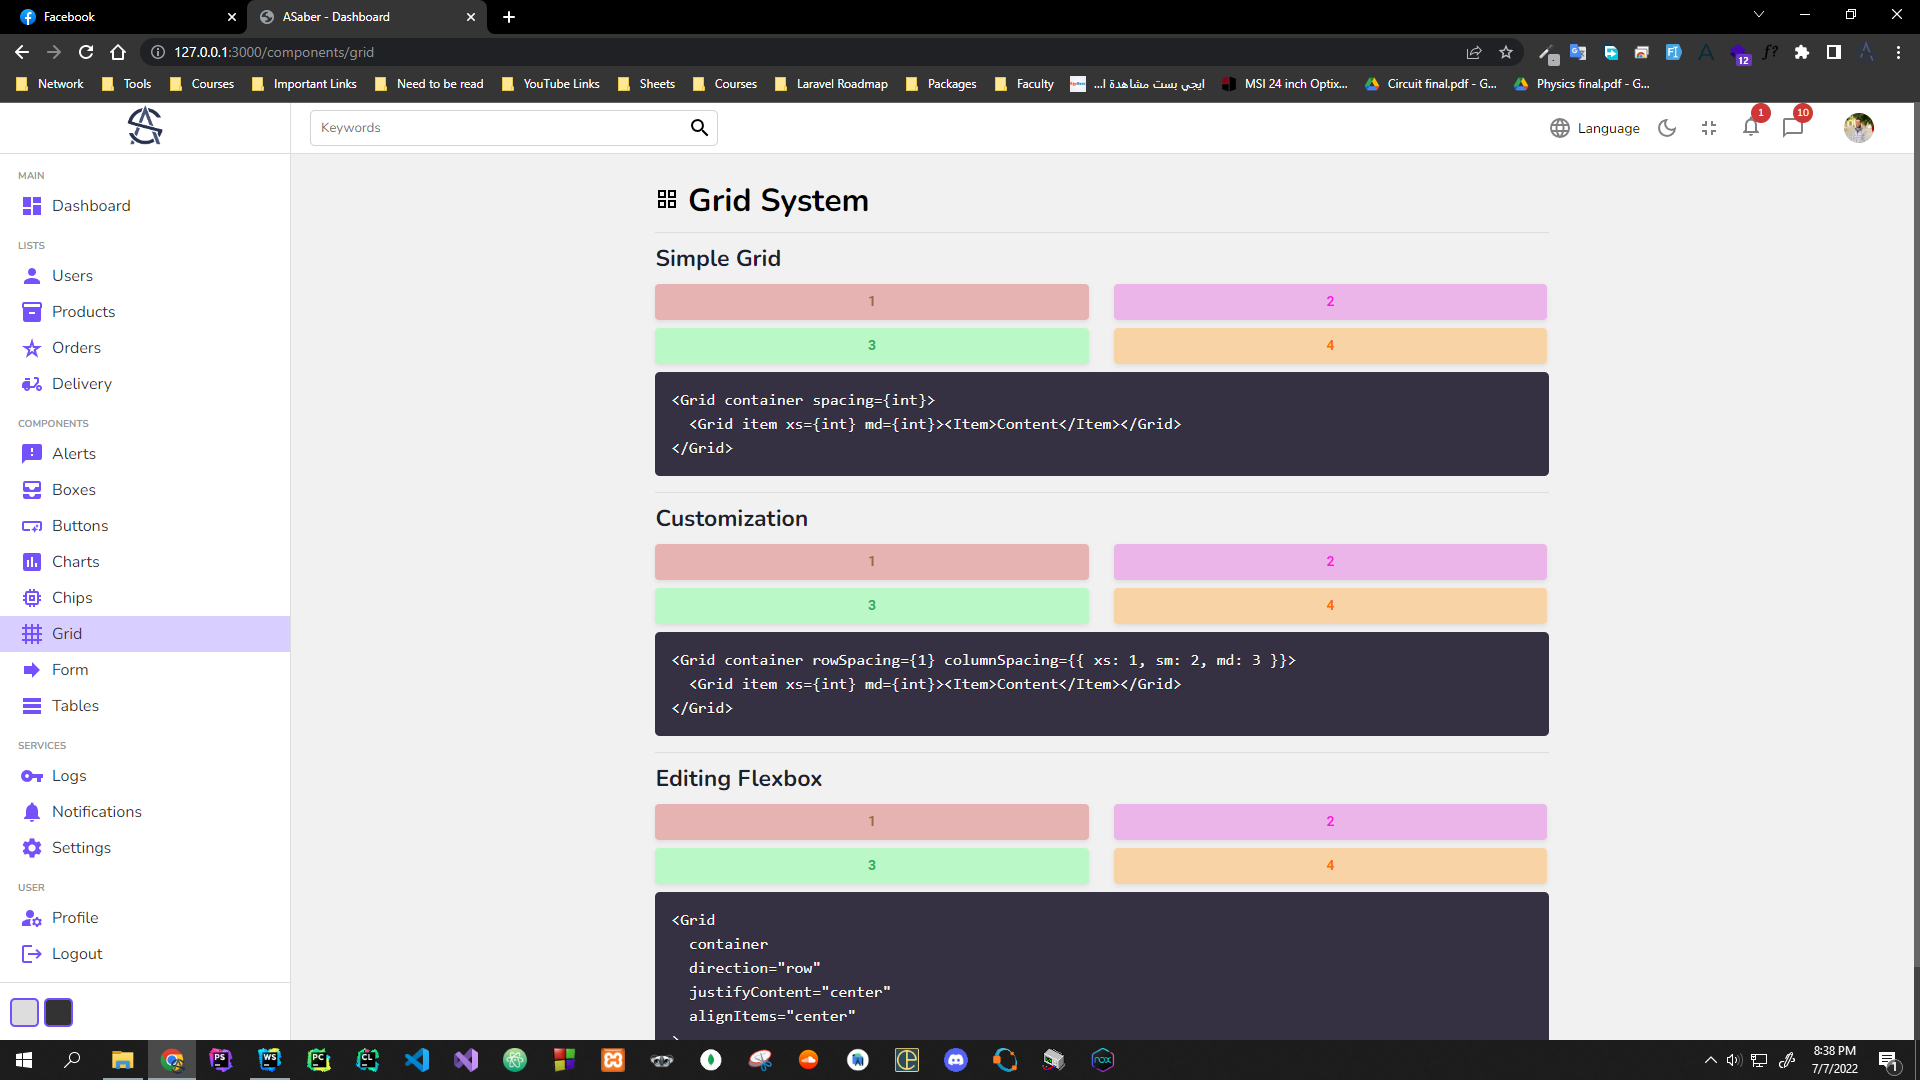 Facebook
ASaber - Dashboard
127.0.0.1:3000/components/grid
12
Network
Tools
Courses
Important Links
Need to be read
YouTube Links
Sheets
Courses
Laravel Roadmap
Packages
Faculty
ايجي بست مشاهدة ا...
MSI 24 inch Optix...
Circuit final.pdf - G...
Physics final.pdf - G...
Keywords
Language
1
10
MAIN
Dashboard
LISTS
Users
Products
Orders
Delivery
COMPONENTS
Alerts
Boxes
Buttons
Charts
Chips
Grid
Form
Tables
SERVICES
Logs
Notifications
Settings
USER
Profile
Logout
Grid System
Simple Grid
1
2
3
4
<Grid container spacing={int}>
<Grid item xs={int} md={int}><Item>Content</Item></Grid>
</Grid>
Customization
1
2
3
4
<Grid container rowSpacing={1} columnSpacing={{ xs: 1, sm: 2, md: 3 }}>
<Grid item xs={int} md={int}><Item>Content</Item></Grid>
</Grid>
Editing Flexbox
1
2
3
4
<Grid
container
direction="row"
justifyContent="center"
alignItems="center"
>
8:38 PM
7/7/2022
1